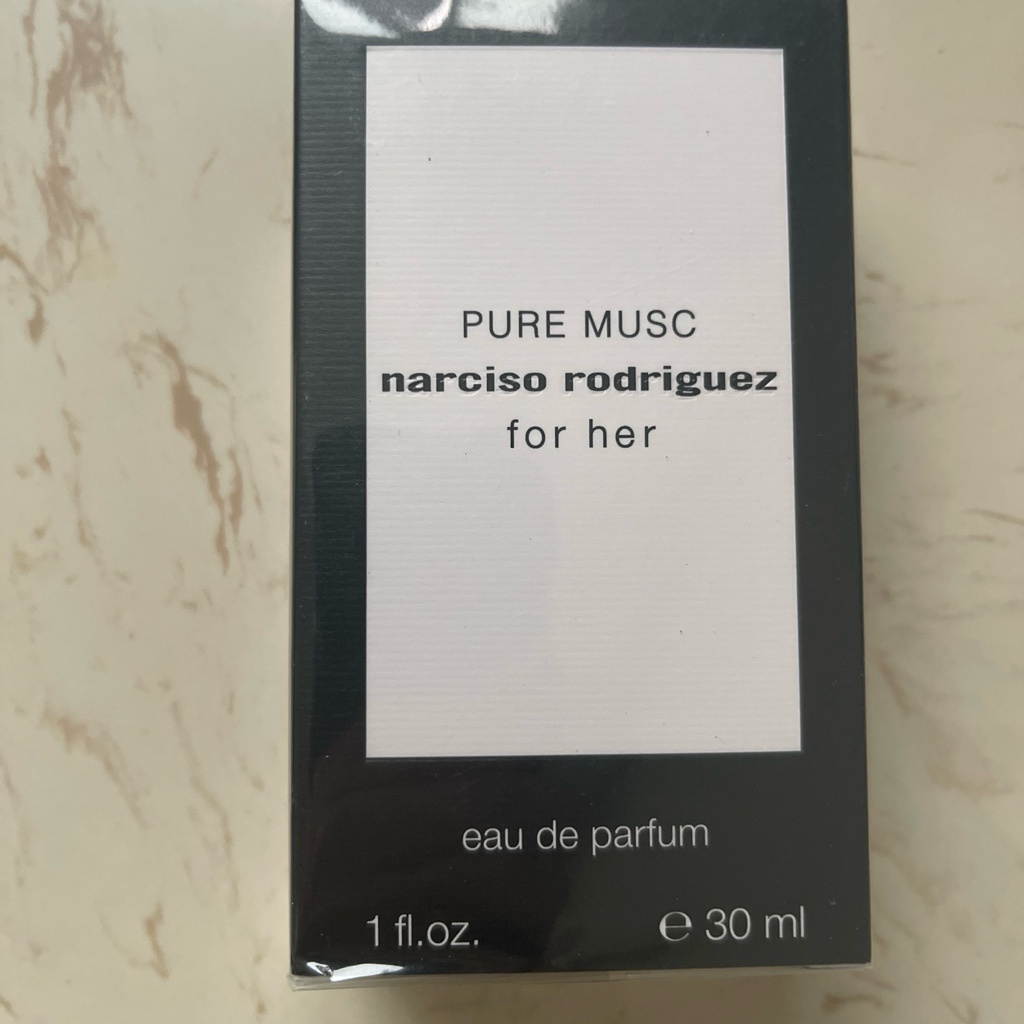 PURE MUSC
narciso rodriguez
for her
eau de parfum
1 fl.oz. ℮ 30 ml